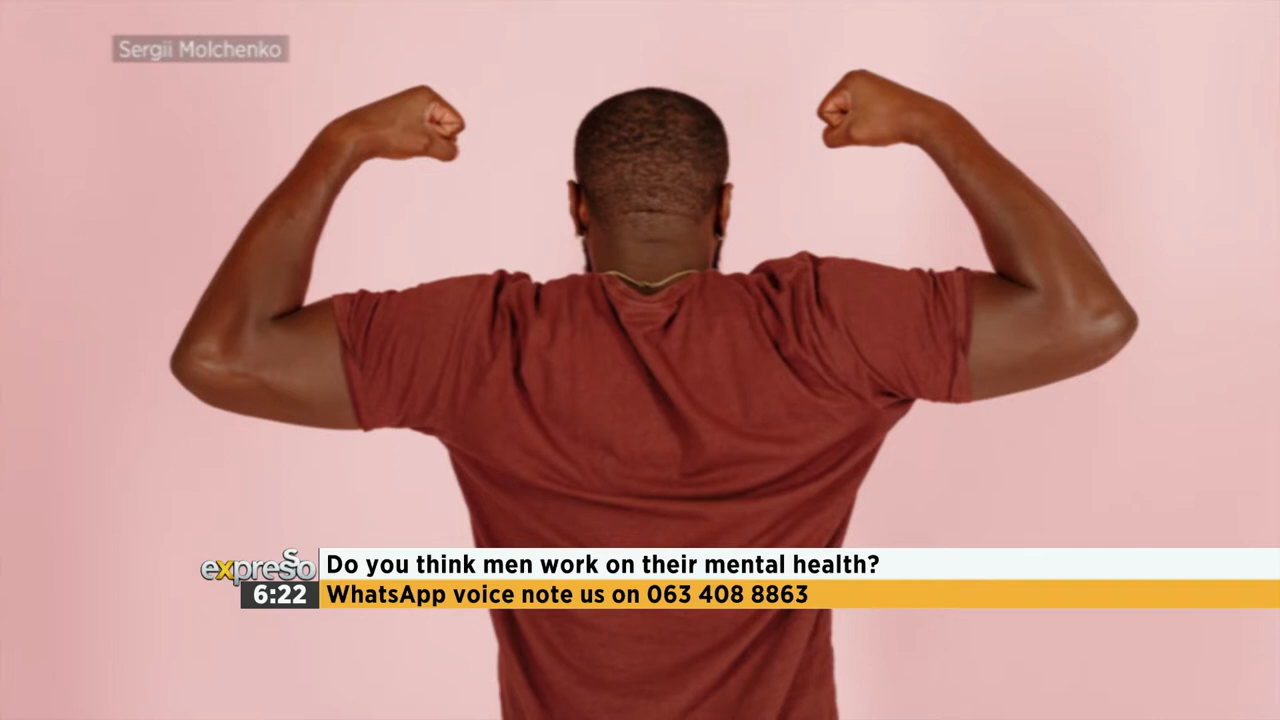 Sergii Molchenko
expresso
Do you think men work on their mental health?
6:22
WhatsApp voice note us on 063 408 8863